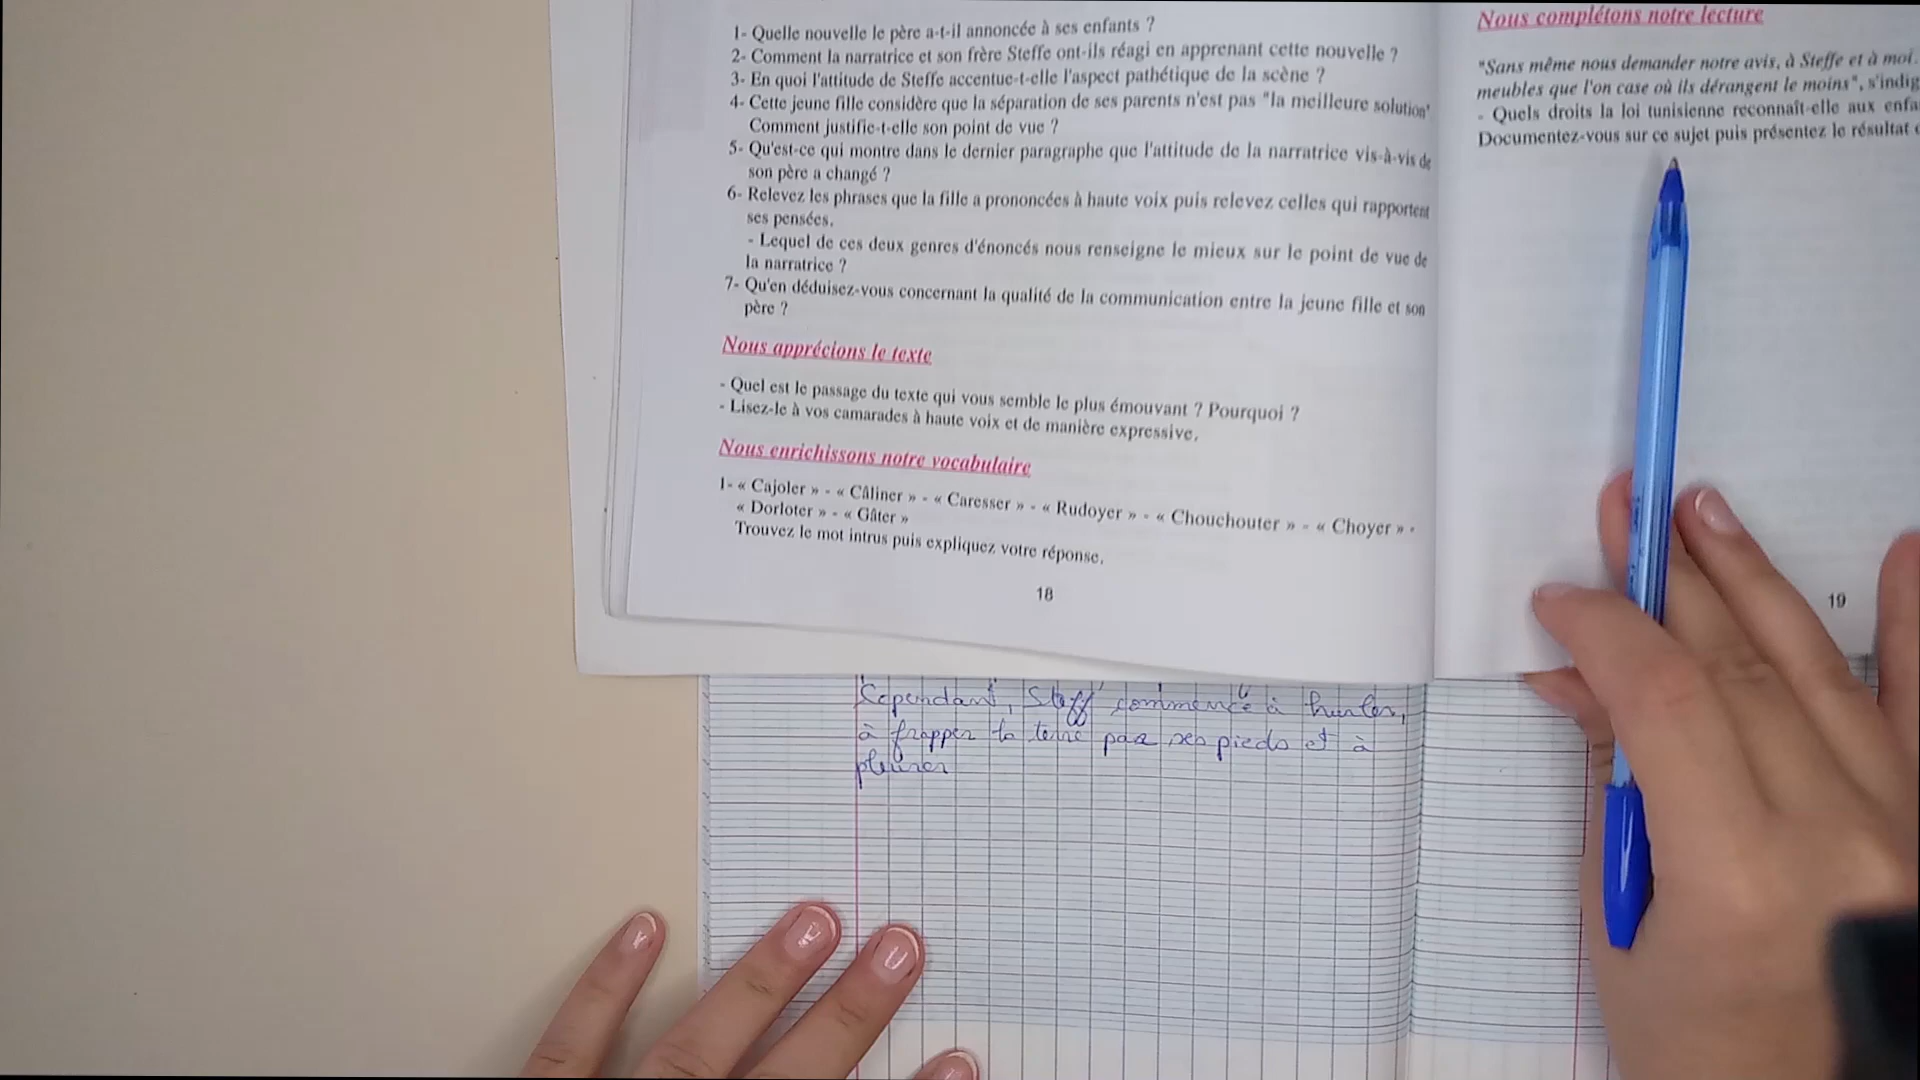 1- Quelle nouvelle le père a-t-il annoncée à ses enfants ?
2- Comment la narratrice et son frère Steffe ont-ils réagi en apprenant cette nouvelle ?
3- En quoi l'attitude de Steffe accentue-t-elle l'aspect pathétique de la scène ?
4- Cette jeune fille considère que la séparation de ses parents n'est pas "la meilleure solution"
Comment justifie-t-elle son point de vue ?
5- Qu'est-ce qui montre dans le dernier paragraphe que l'attitude de la narratrice vis-à-vis de
son père a changé ?
6- Relevez les phrases que la fille a prononcées à haute voix puis relevez celles qui rapportent
ses pensées.
- Lequel de ces deux genres d'énoncés nous renseigne le mieux sur le point de vue de
la narratrice ?
7- Qu'en déduisez-vous concernant la qualité de la communication entre la jeune fille et son
père ?
Nous apprécions le texte
- Quel est le passage du texte qui vous semble le plus émouvant ? Pourquoi ?
- Lisez-le à vos camarades à haute voix et de manière expressive.
Nous enrichissons notre vocabulaire
1- « Cajoler » - « Câliner » - « Caresser » - « Rudoyer » - « Chouchouter » - « Choyer » -
« Dorloter » - « Gâter »
Trouvez le mot intrus puis expliquez votre réponse.
18
Nous complétons notre lecture
"Sans même nous demander notre avis, à Steffe et à moi.
meubles que l'on case où ils dérangent le moins", s'indig
- Quels droits la loi tunisienne reconnaît-elle aux enfa
Documentez-vous sur ce sujet puis présentez le résultat
19
Cependant, Steff commence à hurler,
à frapper la terre par ses pieds et à
pleurer